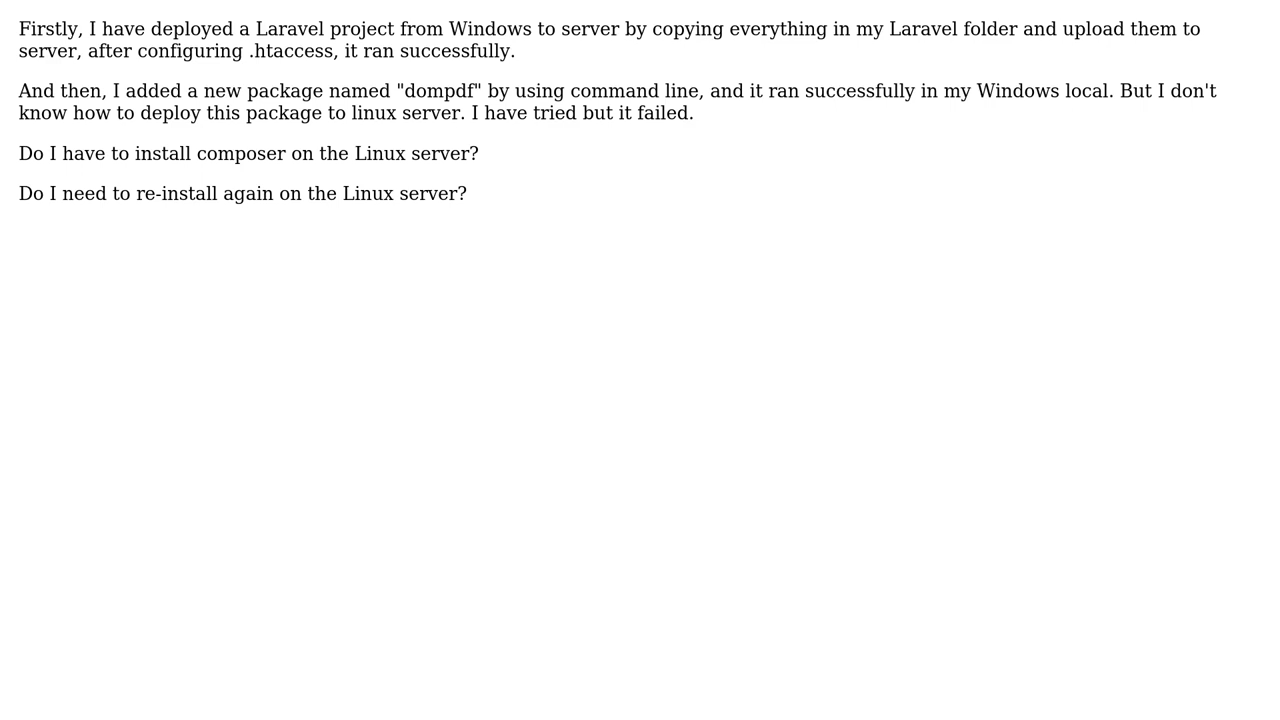 Firstly, I have deployed a Laravel project from Windows to server by copying everything in my Laravel folder and upload them to
server, after configuring .htaccess, it ran successfully.
And then, I added a new package named "dompdf" by using command line, and it ran successfully in my Windows local. But I don't
know how to deploy this package to linux server. I have tried but it failed.
Do I have to install composer on the Linux server?
Do I need to re-install again on the Linux server?